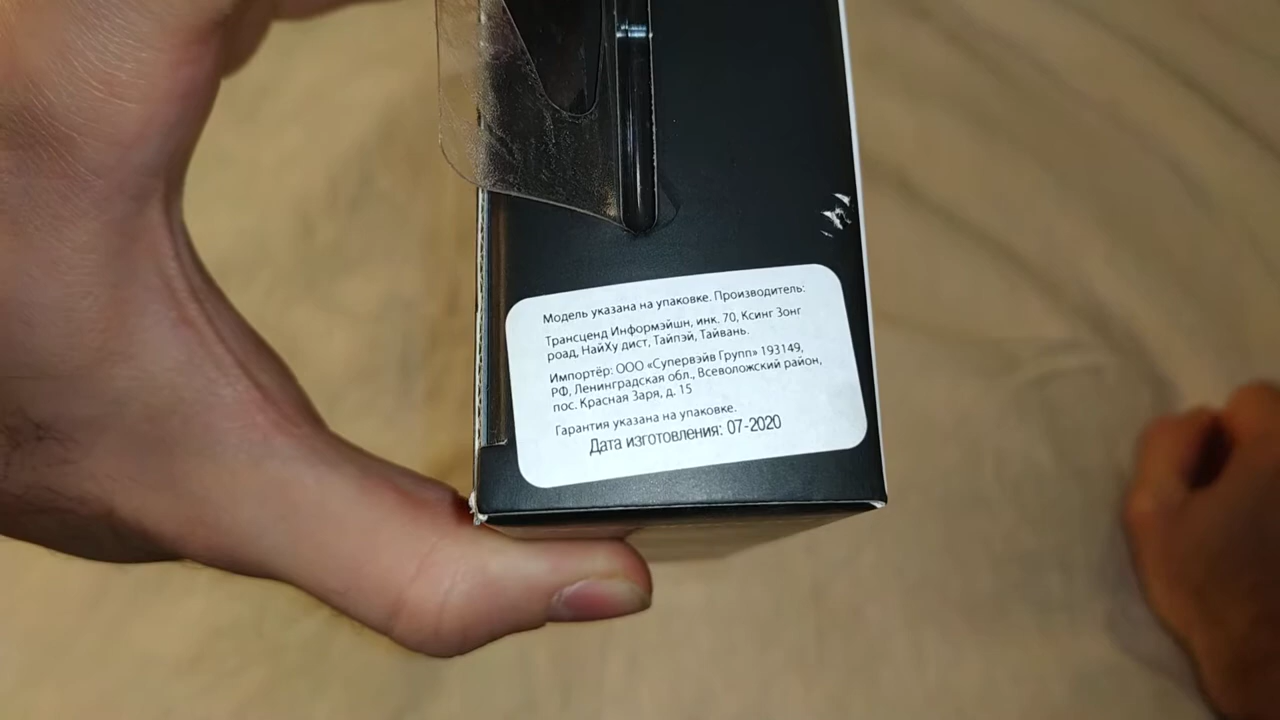 Модель указана на упаковке. Производитель:
Трансценд Информэйшн, инк. 70, Ксинг Зонг
роад, НайХу дист, Тайпэй, Тайвань.
Импортёр: ООО «Супервэйв Групп» 193149,
РФ, Ленинградская обл., Всеволожский район,
пос. Красная Заря, д. 15
Гарантия указана на упаковке.
Дата изготовления: 07-2020